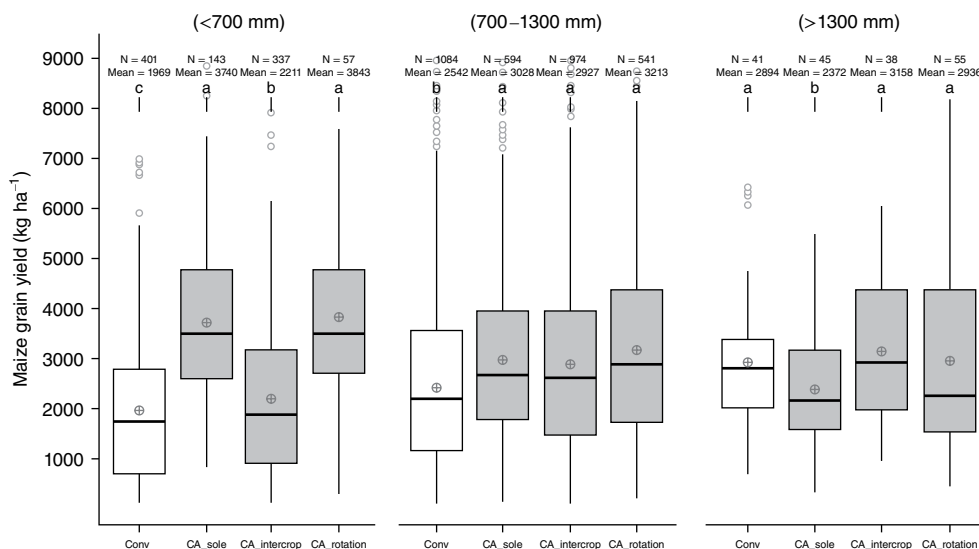 (<700 mm) (700–1300 mm) (>1300 mm)
N = 401 N = 143 N = 337 N = 57 N = 1084 N = 594 N = 974 N = 541 N = 41 N = 45 N = 38 N = 55
Mean = 1969 Mean = 3740 Mean = 2211 Mean = 3843 Mean = 2542 Mean = 3028 Mean = 2927 Mean = 3213 Mean = 2894 Mean = 2372 Mean = 3158 Mean = 2936
c a b a b a a a a b a a
Maize grain yield (kg ha⁻¹)
9000
8000
7000
6000
5000
4000
3000
2000
1000
Conv CA_sole CA_intercrop CA_rotation Conv CA_sole CA_intercrop CA_rotation Conv CA_sole CA_intercrop CA_rotation